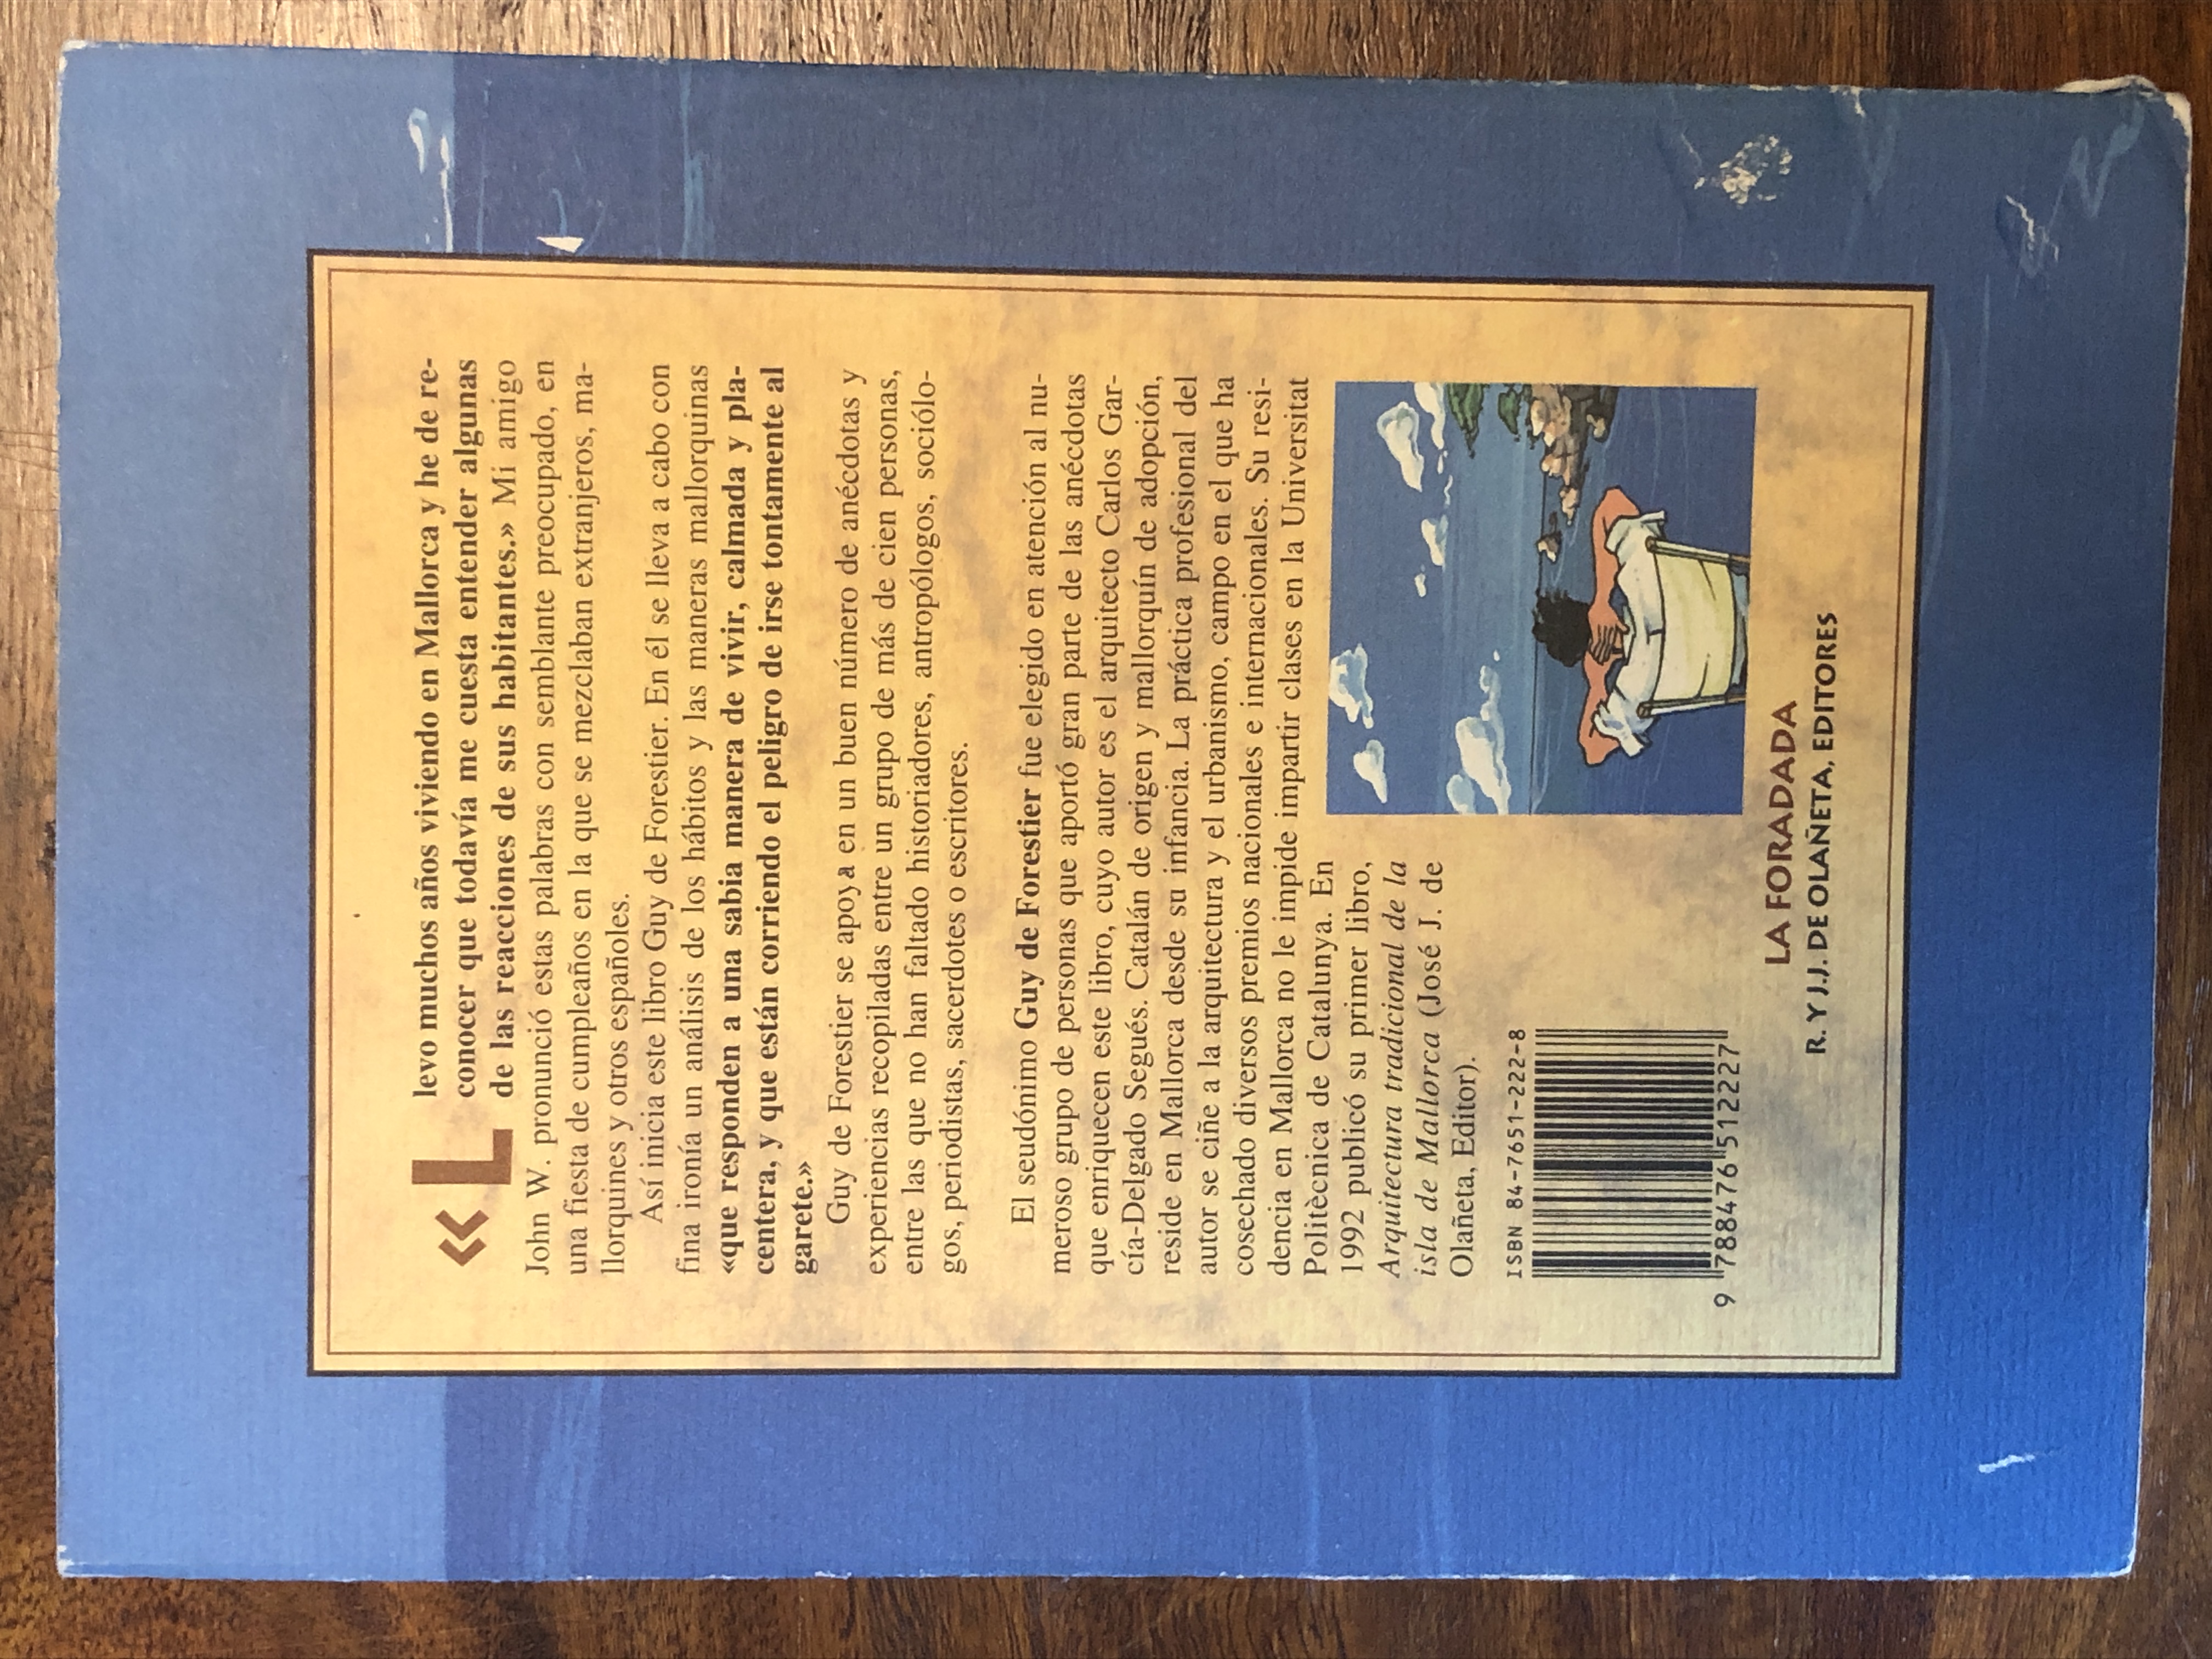 «Llevo muchos años viviendo en Mallorca y he de re-
conocer que todavía me cuesta entender algunas
de las reacciones de sus habitantes.» Mi amigo
John W. pronunció estas palabras con semblante preocupado, en
una fiesta de cumpleaños en la que se mezclaban extranjeros, ma-
llorquines y otros españoles.
Así inicia este libro Guy de Forestier. En él se lleva a cabo con
fina ironía un análisis de los hábitos y las maneras mallorquinas
«que responden a una sabia manera de vivir, calmada y pla-
centera, y que están corriendo el peligro de irse tontamente al
garete.»
Guy de Forestier se apoya en un buen número de anécdotas y
experiencias recopiladas entre un grupo de más de cien personas,
entre las que no han faltado historiadores, antropólogos, sociólo-
gos, periodistas, sacerdotes o escritores.
El seudónimo Guy de Forestier fue elegido en atención al nu-
meroso grupo de personas que aportó gran parte de las anécdotas
que enriquecen este libro, cuyo autor es el arquitecto Carlos Gar-
cía-Delgado Segués. Catalán de origen y mallorquín de adopción,
reside en Mallorca desde su infancia. La práctica profesional del
autor se ciñe a la arquitectura y el urbanismo, campo en el que ha
cosechado diversos premios nacionales e internacionales. Su resi-
dencia en Mallorca no le impide impartir clases en la Universitat
Politècnica de Catalunya. En
1992 publicó su primer libro,
Arquitectura tradicional de la
isla de Mallorca (José J. de
Olañeta, Editor).
ISBN 84-7651-222-8
9 788476 512227
LA FORADADA
R. Y J.J. DE OLAÑETA, EDITORES